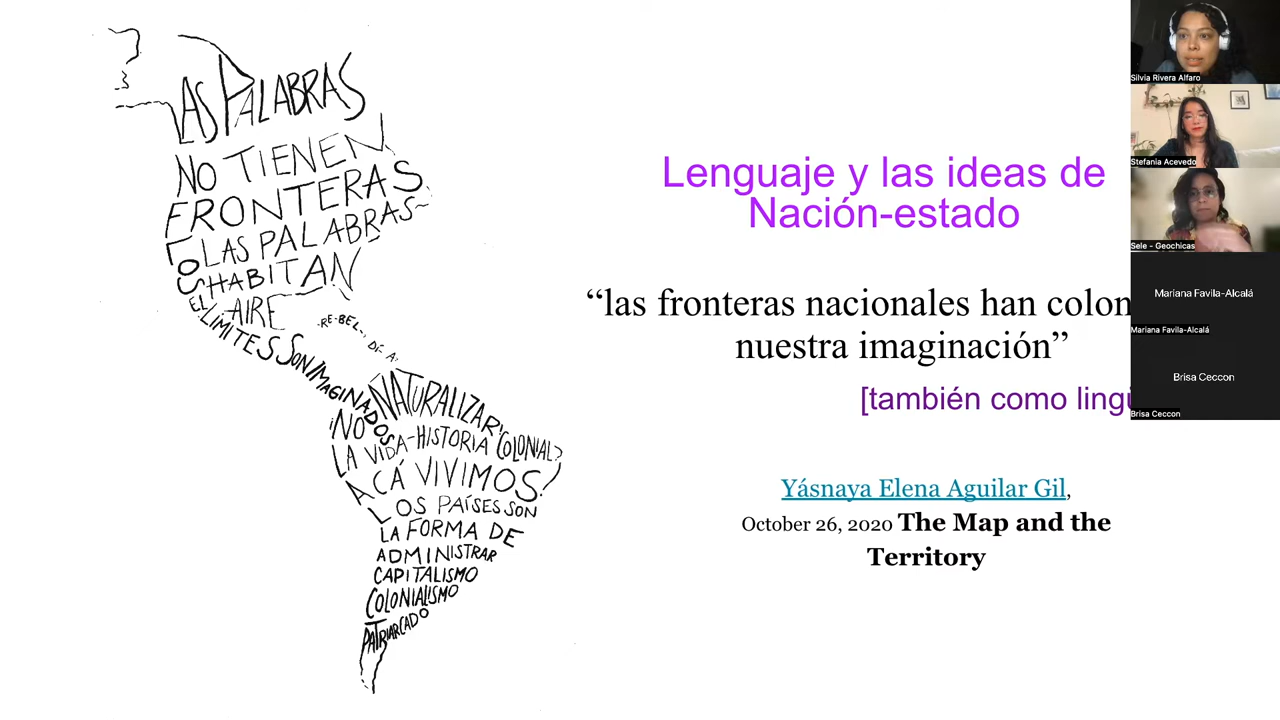 LAS PALABRAS
NO TIENEN
FRONTERAS
LAS PALABRAS
HABITAN
EL AIRE
LOS LÍMITES SON IMAGINADOS
-RE-BEL-
DÍ-A
¡NO NATURALIZAR!
LA VIDA-HISTORIA COLONIAL?
ACÁ VIVIMOS!
LOS PAÍSES SON
LA FORMA DE
ADMINISTRAR
CAPITALISMO
COLONIALISMO
PATRIARCADO
Lenguaje y las ideas de
Nación-estado
“las fronteras nacionales han colon
nuestra imaginación”
[también como lingü
Yásnaya Elena Aguilar Gil,
October 26, 2020 The Map and the
Territory
Silvia Rivera Alfaro
Stefania Acevedo
Sele - Geochicas
Mariana Favila-Alcalá
Mariana Favila-Alcalá
Brisa Ceccon
Brisa Ceccon